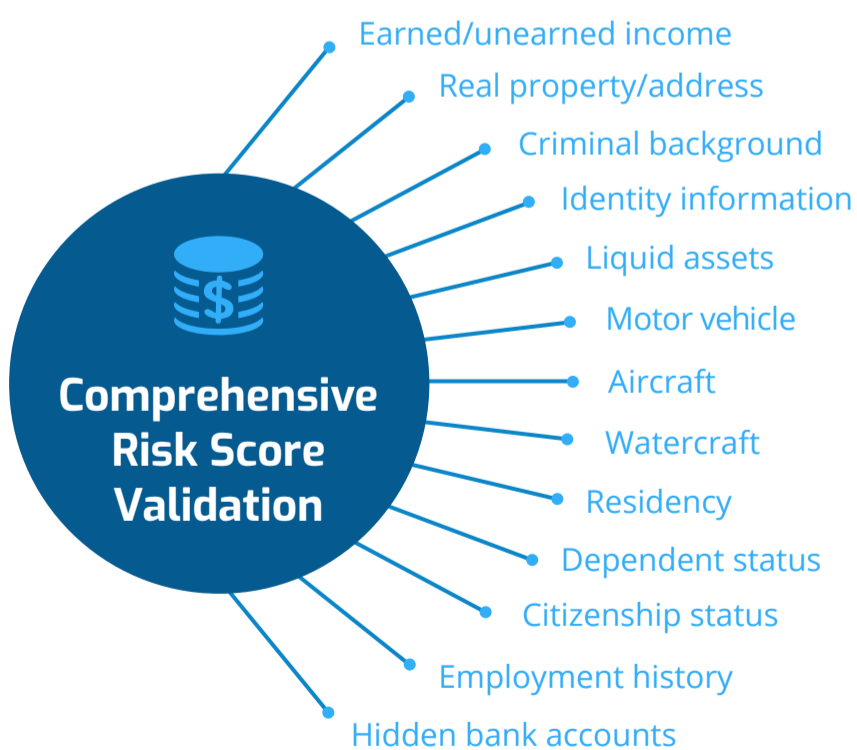 Earned/unearned income
Real property/address
Criminal background
Identity information
Liquid assets
Motor vehicle
Aircraft
Watercraft
Residency
Dependent status
Citizenship status
Employment history
Hidden bank accounts
$
Comprehensive
Risk Score
Validation